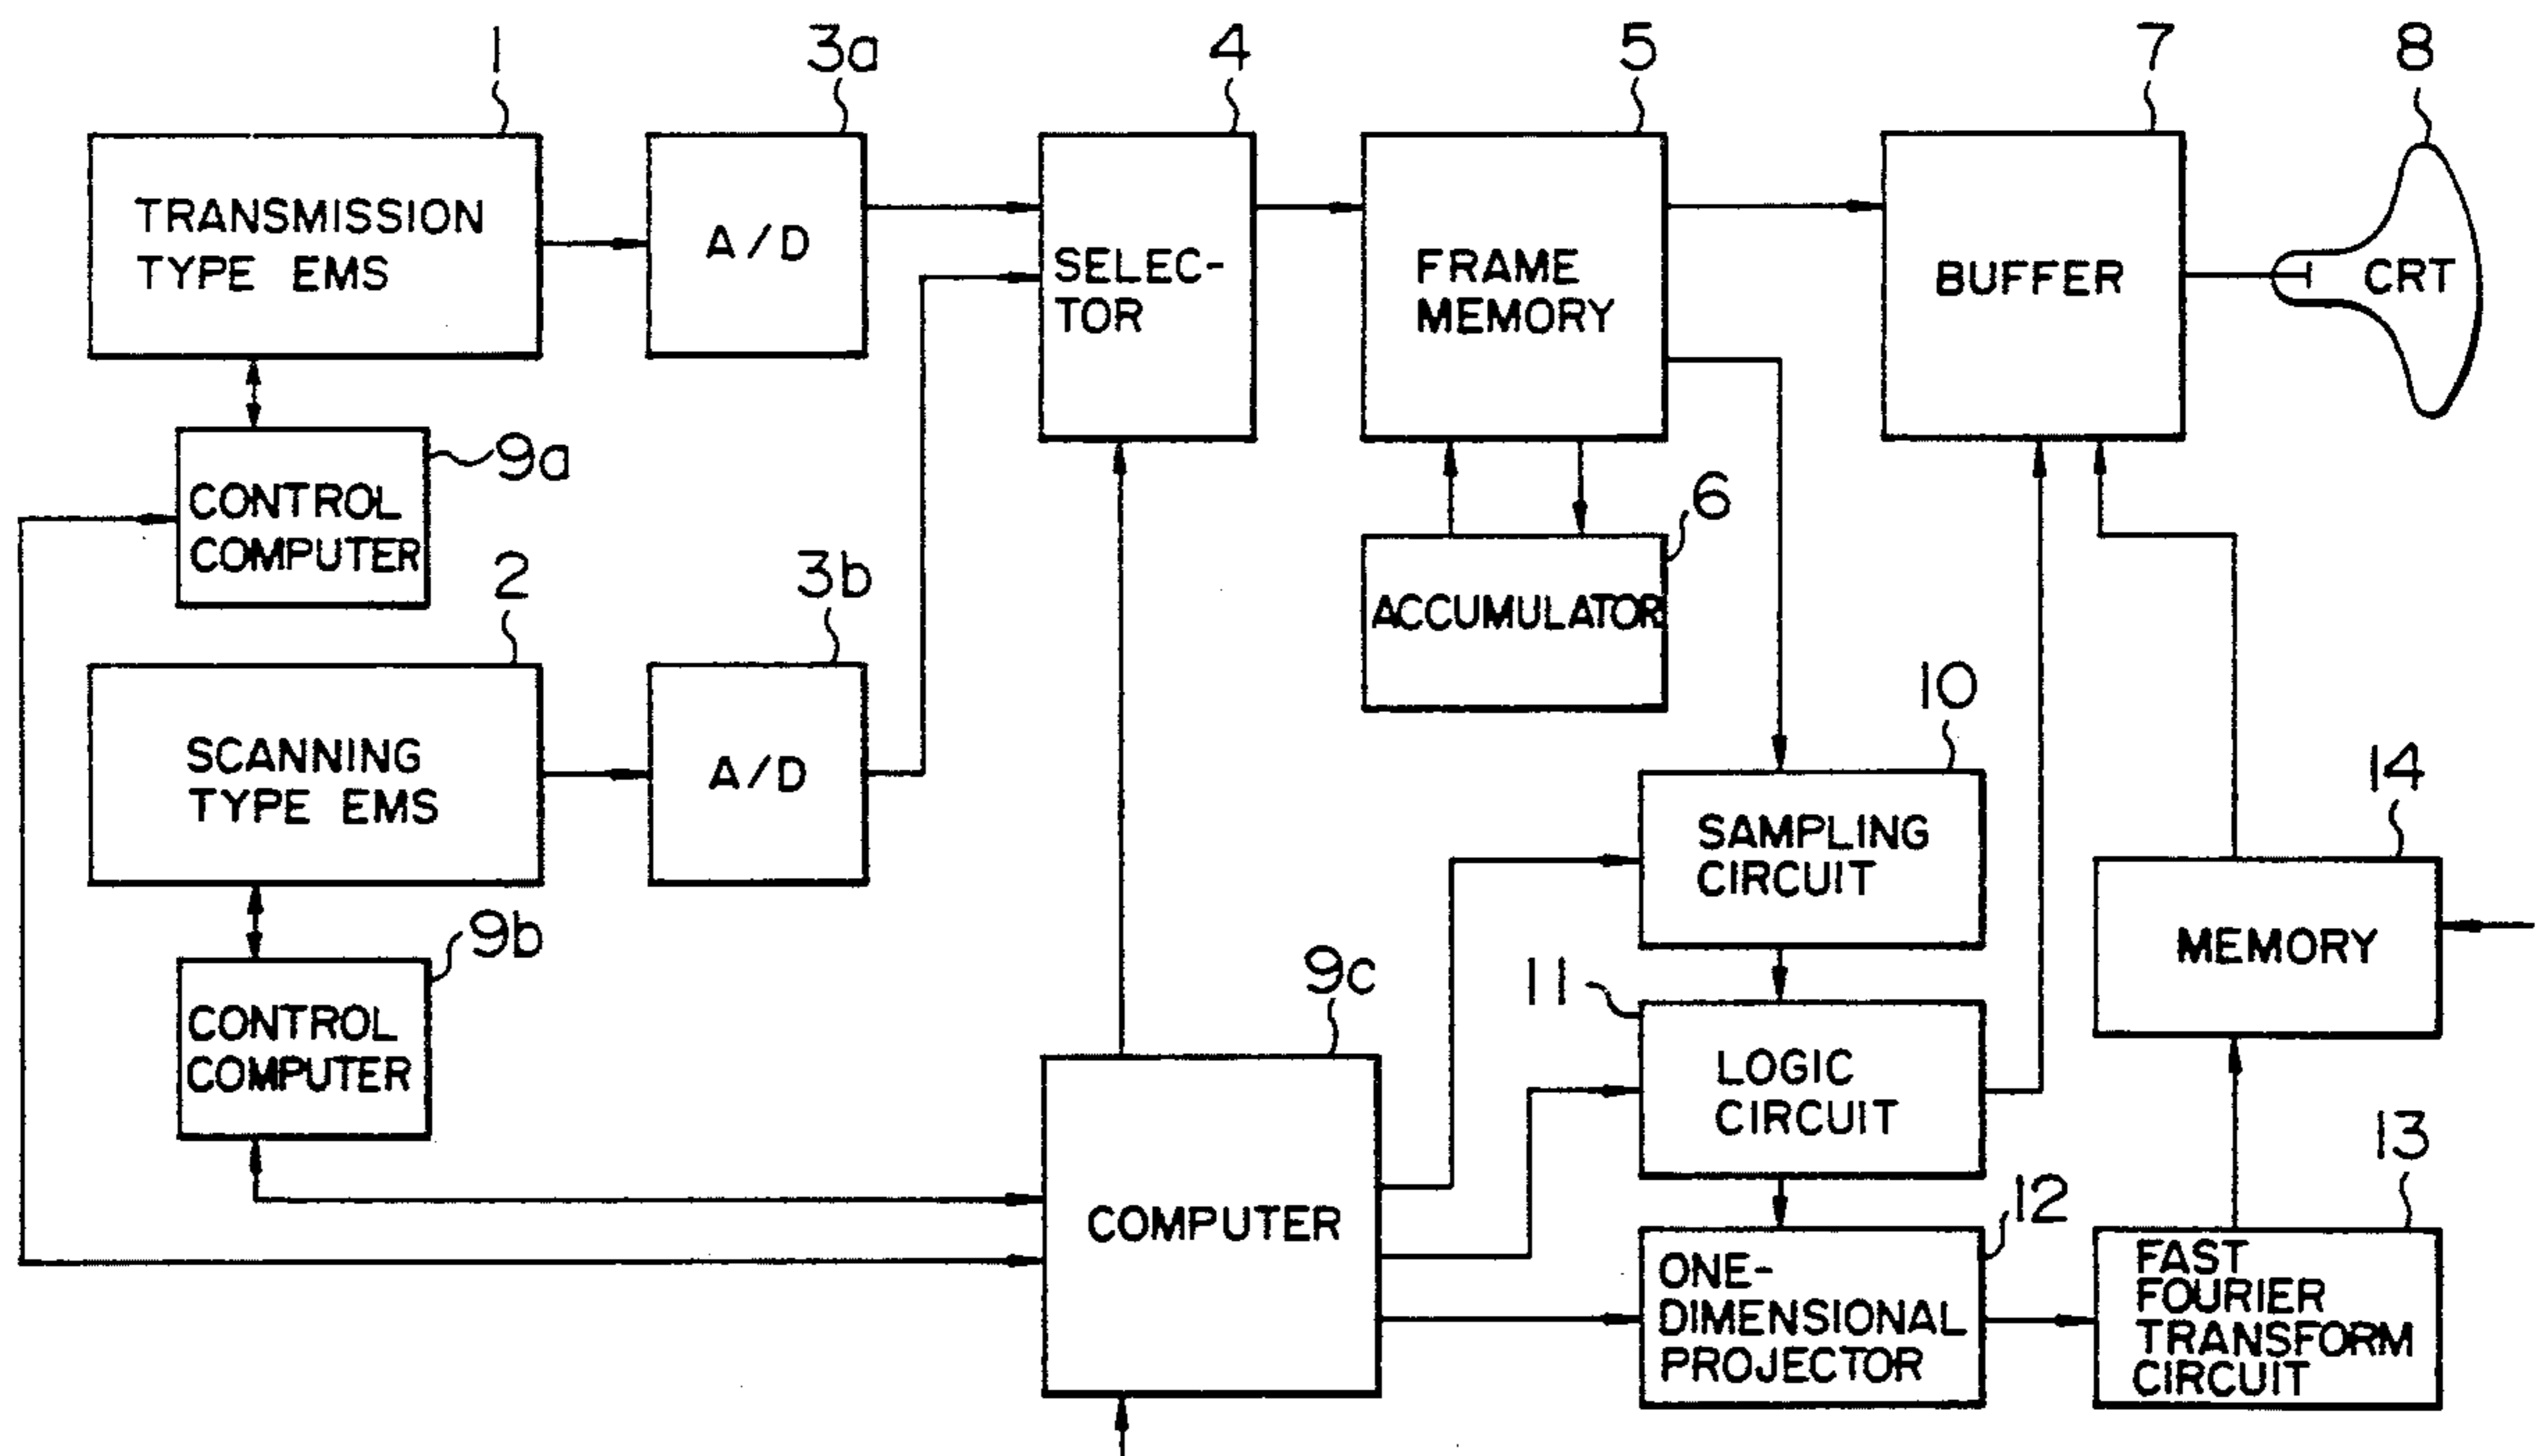 1
3a
4
5
7
8
TRANSMISSION
TYPE EMS
A/D
SELEC-
TOR
FRAME
MEMORY
BUFFER
CRT
9a
CONTROL
COMPUTER
6
ACCUMULATOR
2
3b
SCANNING
TYPE EMS
A/D
10
SAMPLING
CIRCUIT
14
MEMORY
9b
CONTROL
COMPUTER
9c
COMPUTER
11
LOGIC
CIRCUIT
12
ONE-
DIMENSIONAL
PROJECTOR
13
FAST
FOURIER
TRANSFORM
CIRCUIT